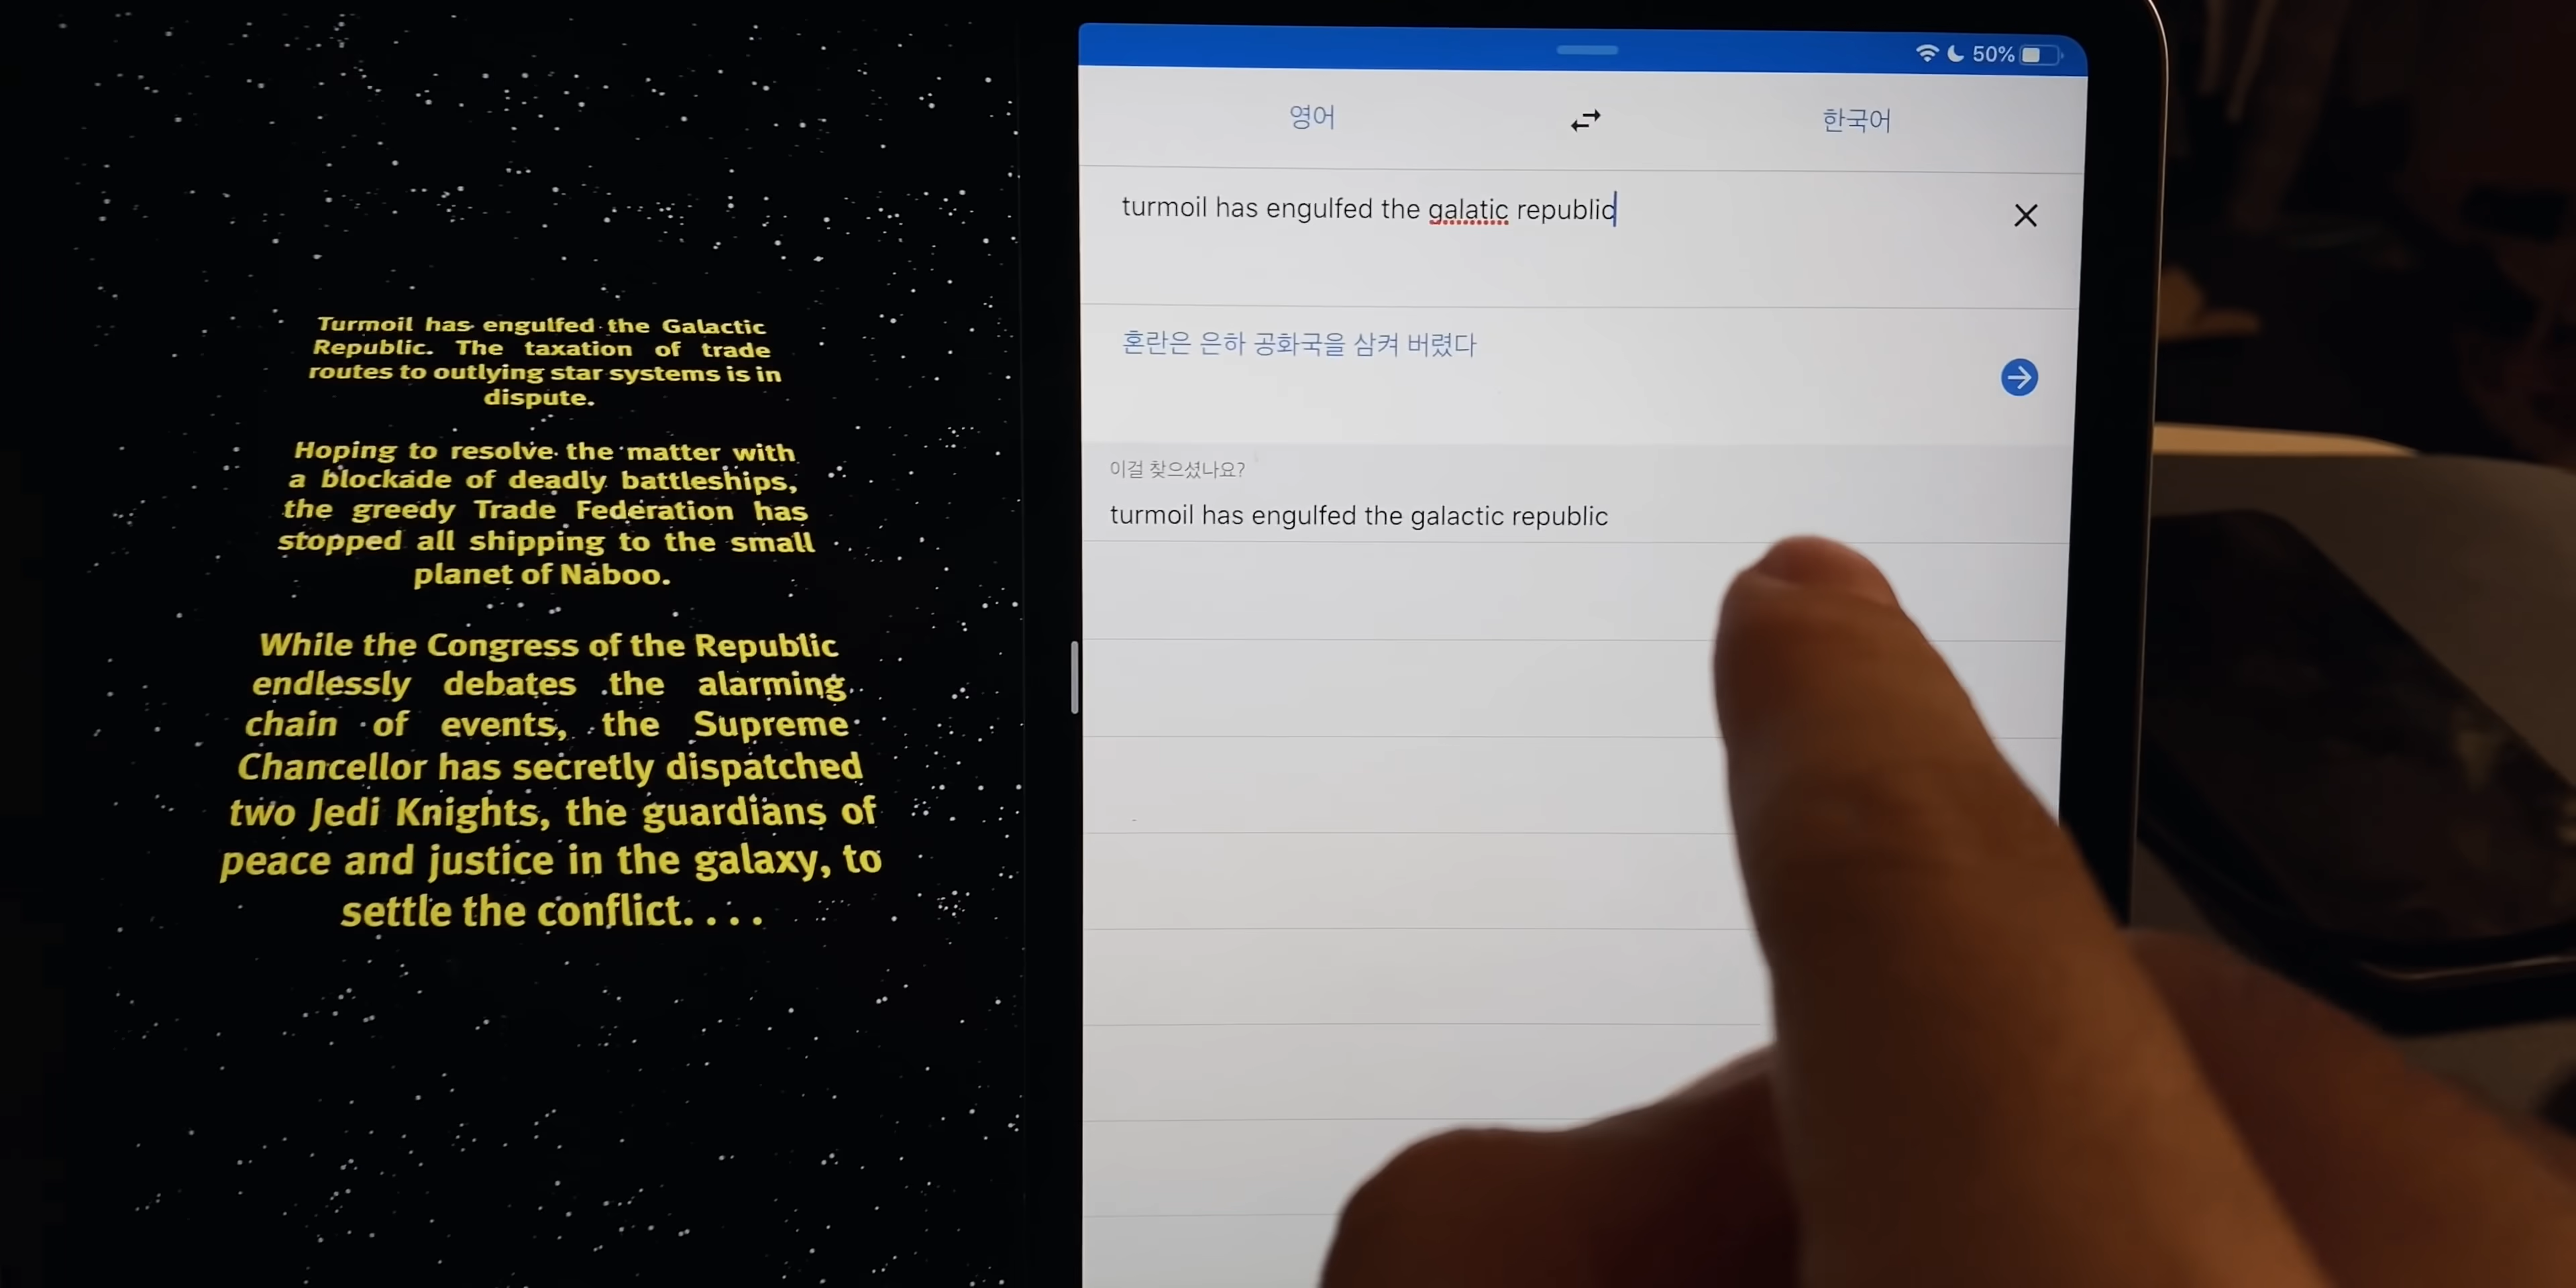 Turmoil has engulfed the Galactic
Republic. The taxation of trade
routes to outlying star systems is in
dispute.
Hoping to resolve the matter with
a blockade of deadly battleships,
the greedy Trade Federation has
stopped all shipping to the small
planet of Naboo.
While the Congress of the Republic
endlessly debates the alarming
chain of events, the Supreme
Chancellor has secretly dispatched
two Jedi Knights, the guardians of
peace and justice in the galaxy, to
settle the conflict. . . .
50%
영어 한국어
turmoil has engulfed the galatic republic
혼란은 은하 공화국을 삼켜 버렸다
이걸 찾으셨나요?
turmoil has engulfed the galactic republic